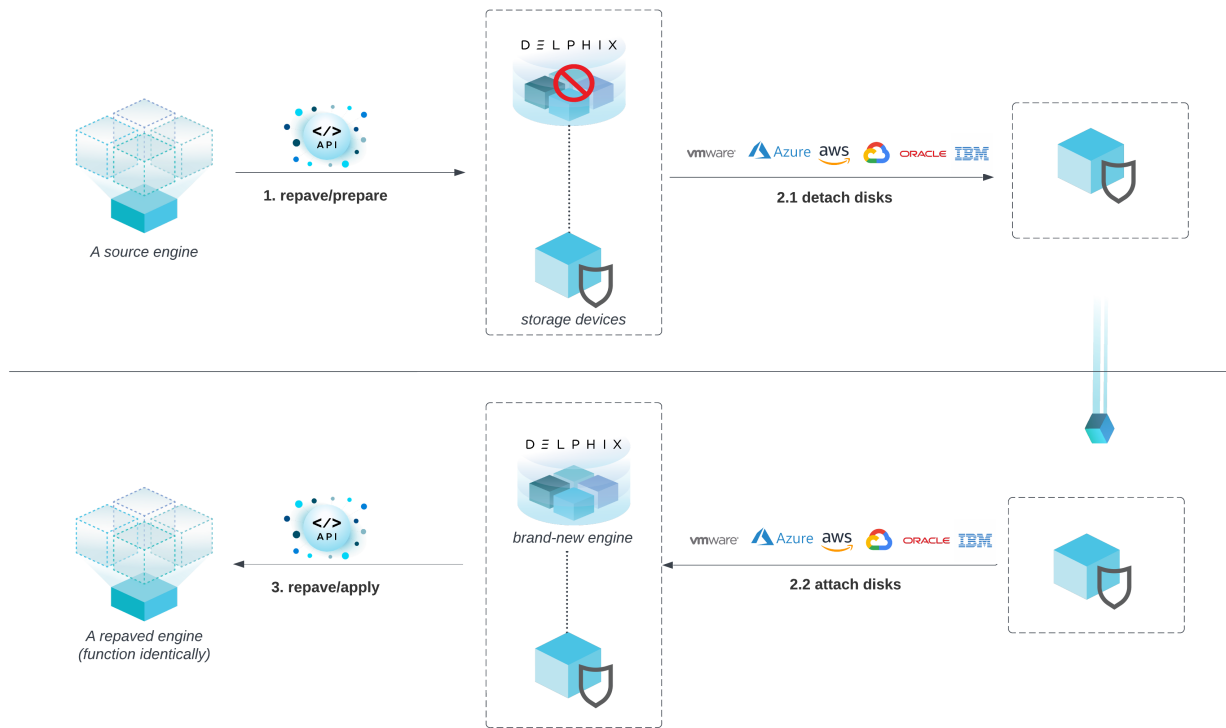 DELPHIX
</>
API
vmware Azure aws ORACLE IBM
1. repave/prepare
2.1 detach disks
A source engine
storage devices
DELPHIX
</>
API
brand-new engine
vmware Azure aws ORACLE IBM
3. repave/apply
2.2 attach disks
A repaved engine
(function identically)